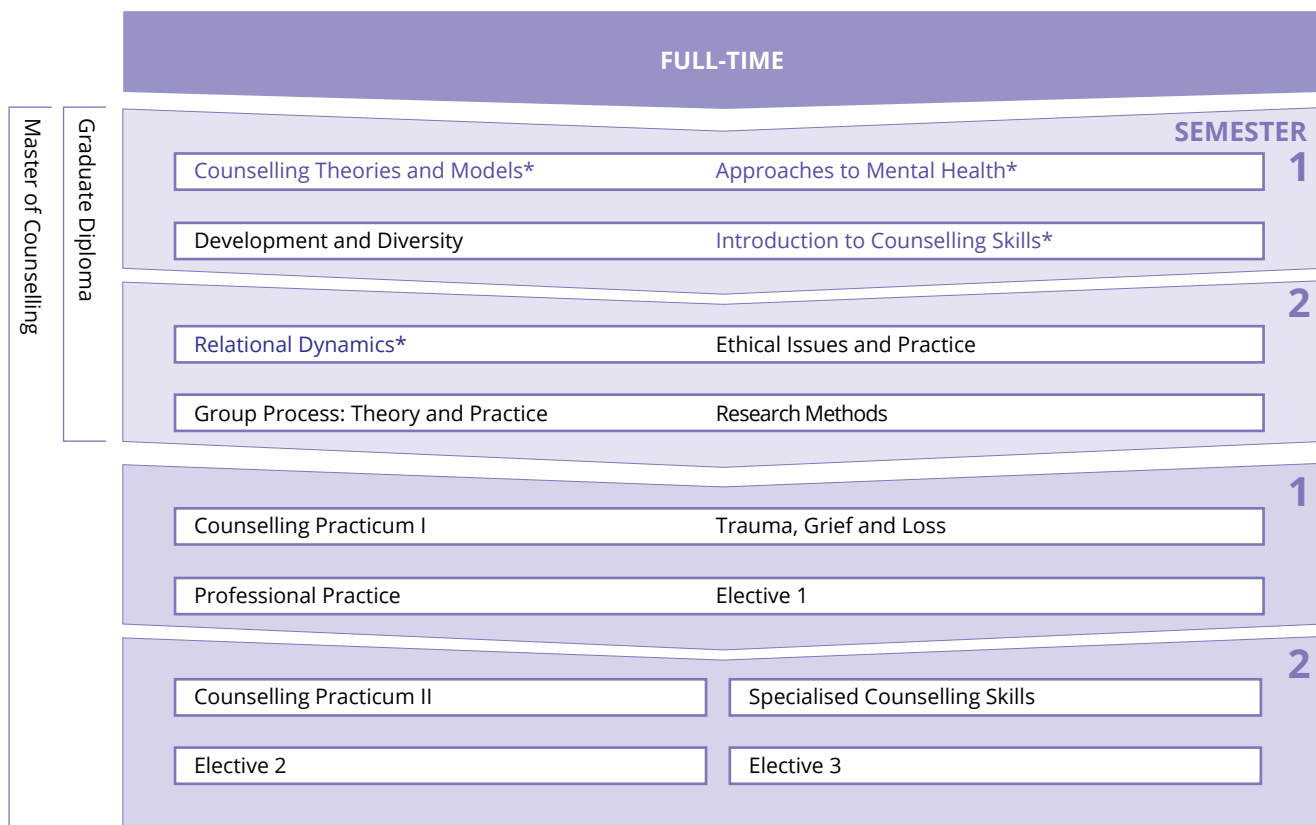 FULL-TIME
Master of Counselling
Graduate Diploma
SEMESTER
1
Counselling Theories and Models* Approaches to Mental Health*
Development and Diversity Introduction to Counselling Skills*
2
Relational Dynamics* Ethical Issues and Practice
Group Process: Theory and Practice Research Methods
1
Counselling Practicum I Trauma, Grief and Loss
Professional Practice Elective 1
2
Counselling Practicum II Specialised Counselling Skills
Elective 2 Elective 3